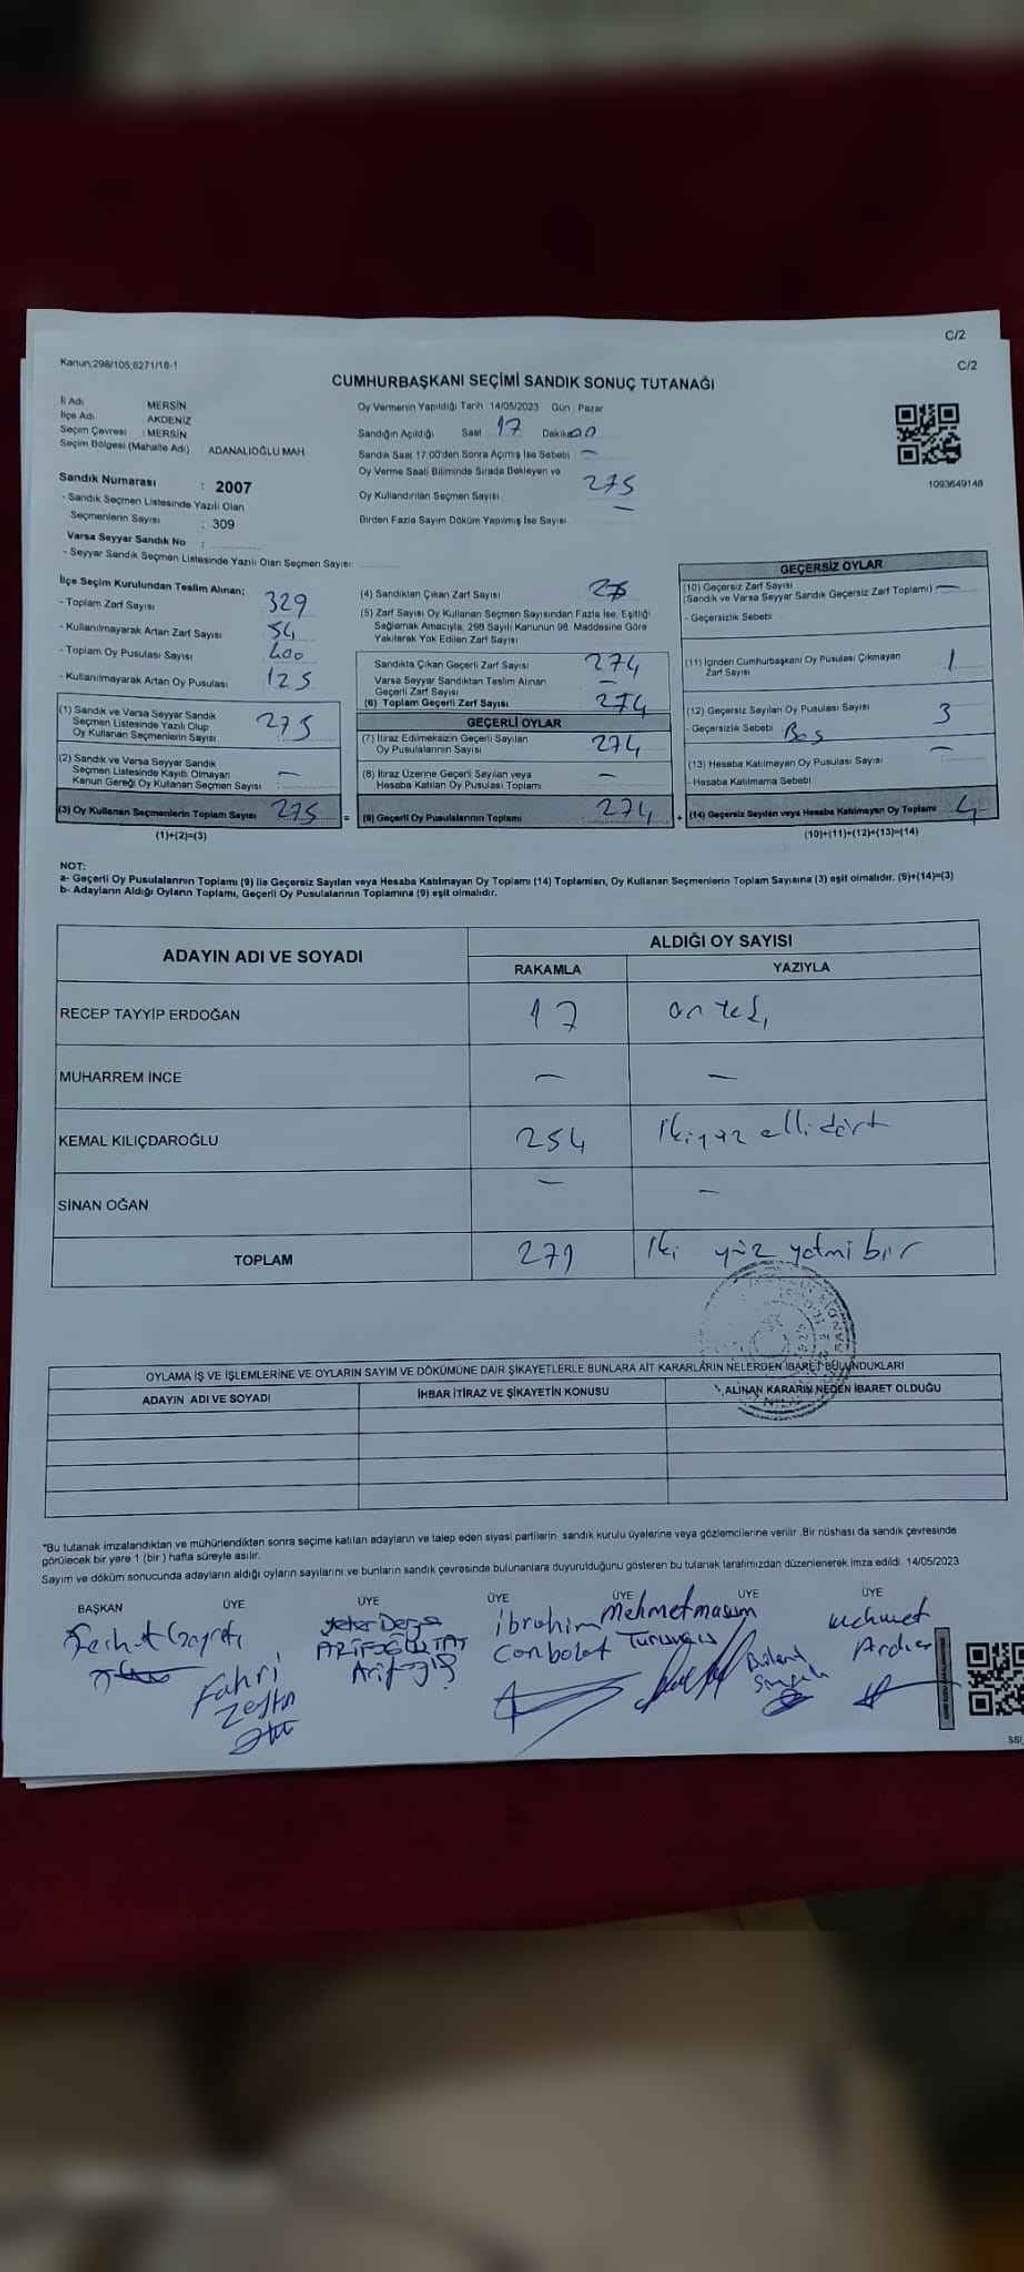 C/2
Kanun;298/105;6271/18-1
C/2
CUMHURBAŞKANI SEÇİMİ SANDIK SONUÇ TUTANAĞI
İl Adı MERSİN
İlçe Adı AKDENİZ
Seçim Çevresi : MERSİN
Seçim Bölgesi (Mahalle Adı) ADANALIOĞLU MAH
Sandık Numarası : 2007
- Sandık Seçmen Listesinde Yazılı Olan
Seçmenlerin Sayısı : 309
Varsa Seyyar Sandık No :
- Seyyar Sandık Seçmen Listesinde Yazılı Olan Seçmen Sayısı:
Oy Vermenin Yapıldığı Tarih 14/05/2023 Gün : Pazar
Sandığın Açıldığı Saat 17 Dakika 00
Sandık Saat 17.00'den Sonra Açımış İse Sebebi —
Oy Verme Saati Bitiminde Sırada Bekleyen ve
Oy Kullandırılan Seçmen Sayısı 275
Birden Fazla Sayım Döküm Yapılmış İse Sayısı —
1093649148
İlçe Seçim Kurulundan Teslim Alınan;
- Toplam Zarf Sayısı 329
- Kullanılmayarak Artan Zarf Sayısı 54
- Toplam Oy Pusulası Sayısı 400
- Kullanılmayarak Artan Oy Pusulası 125
(1) Sandık ve Varsa Seyyar Sandık
Seçmen Listesinde Yazılı Olup
Oy Kullanan Seçmenlerin Sayısı 275
(2) Sandık ve Varsa Seyyar Sandık
Seçmen Listesinde Kayıtlı Olmayan
Kanun Gereği Oy Kullanan Seçmen Sayısı —
(3) Oy Kullanan Seçmenlerin Toplam Sayısı 275 =
(1)+(2)=(3)
(4) Sandıktan Çıkan Zarf Sayısı
(5) Zarf Sayısı Oy Kullanan Seçmen Sayısından Fazla İse, Eşitliği
Sağlamak Amacıyla, 298 Sayılı Kanunun 98. Maddesine Göre
Yakılarak Yok Edilen Zarf Sayısı
Sandıkta Çıkan Geçerli Zarf Sayısı 274
Varsa Seyyar Sandıktan Teslim Alınan
Geçerli Zarf Sayısı —
(6) Toplam Geçerli Zarf Sayısı 274
GEÇERLİ OYLAR
(7) İtiraz Edilmeksizin Geçerli Sayılan
Oy Pusulalarının Sayısı 274
(8) İtiraz Üzerine Geçerli Sayılan veya
Hesaba Katılan Oy Pusulası Toplamı —
(9) Geçerli Oy Pusulalarının Toplamı 274 +
GEÇERSİZ OYLAR
(10) Geçersiz Zarf Sayısı
(Sandık ve Varsa Seyyar Sandık Geçersiz Zarf Toplamı) —
- Geçersizlik Sebebi
(11) İçinden Cumhurbaşkanı Oy Pusulası Çıkmayan
Zarf Sayısı 1
(12) Geçersiz Sayılan Oy Pusulası Sayısı 3
- Geçersizlik Sebebi Boş
(13) Hesaba Katılmayan Oy Pusulası Sayısı —
- Hesaba Katılmama Sebebi
(14) Geçersiz Sayılan veya Hesaba Katılmayan Oy Toplamı 4
(10)+(11)+(12)+(13)=(14)
NOT:
a- Geçerli Oy Pusulalarının Toplamı (9) ile Geçersiz Sayılan veya Hesaba Katılmayan Oy Toplamı (14) Toplamları, Oy Kullanan Seçmenlerin Toplam Sayısına (3) eşit olmalıdır. (9)+(14)=(3)
b- Adayların Aldığı Oyların Toplamı, Geçerli Oy Pusulalarının Toplamına (9) eşit olmalıdır.
ADAYIN ADI VE SOYADI ALDIĞI OY SAYISI
RAKAMLA YAZIYLA
RECEP TAYYİP ERDOĞAN 17 on yedi
MUHARREM İNCE — —
KEMAL KILIÇDAROĞLU 254 ikiyüz ellidört
SİNAN OĞAN — —
TOPLAM 271 iki yüz yetmi bir
OYLAMA İŞ VE İŞLEMLERİNE VE OYLARIN SAYIM VE DÖKÜMÜNE DAİR ŞİKAYETLERLE BUNLARA AİT KARARLARIN NELERDEN İBARET BULUNDUKLARI
ADAYIN ADI VE SOYADI İHBAR İTİRAZ VE ŞİKAYETİN KONUSU ALINAN KARARIN NEDEN İBARET OLDUĞU
*Bu tutanak imzalandıktan ve mühürlendikten sonra seçime katılan adayların ve talep eden siyasi partilerin sandık kurulu üyelerine veya gözlemcilerine verilir .Bir nüshası da sandık çevresinde
görülecek bir yere 1 (bir ) hafta süreyle asılır.
Sayım ve döküm sonucunda adayların aldığı oyların sayılarını ve bunların sandık çevresinde bulunanlara duyurulduğunu gösteren bu tutanak tarafımızdan düzenlenerek imza edildi. 14/05/2023
BAŞKAN ÜYE ÜYE ÜYE ÜYE ÜYE ÜYE
Fahri
Zeytin
ARİFOĞLU TAT
ibrahim
Canbolat
Mehmetmasum
Bülent
Mehmet